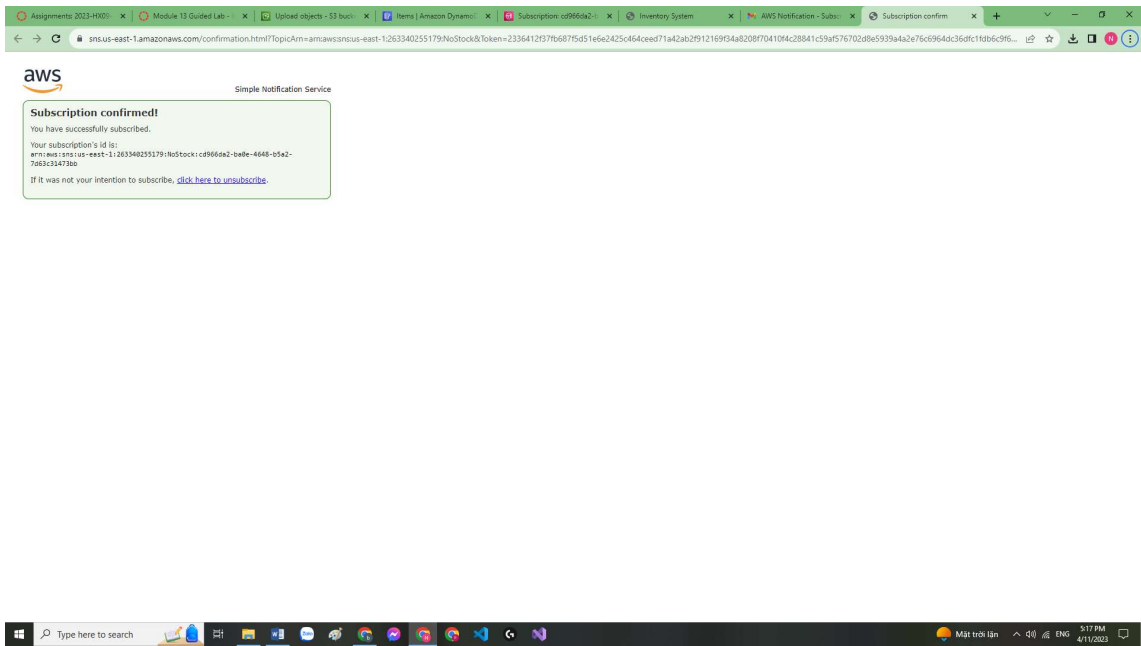 Assignments: 2023-HX09
Module 13 Guided Lab -
Upload objects - S3 buck
Items | Amazon Dynamo
Subscription: cd966da2-b
Inventory System
AWS Notification - Subscr
Subscription confirm
sns.us-east-1.amazonaws.com/confirmation.html?TopicArn=arn:aws:sns:us-east-1:263340255179:NoStock&Token=2336412f37fb687f5d51e6e2425c464ceed71a42ab2f912169f34a8208f70410f4c28841c59af576702d8e5939a4a2e76c6964dc36dfc1fdb6c9f6...
N
aws
Simple Notification Service
Subscription confirmed!
You have successfully subscribed.
Your subscription's id is:
arn:aws:sns:us-east-1:263340255179:NoStock:cd966da2-ba0e-4648-b5a2-
7d63c31473bb
If it was not your intention to subscribe, click here to unsubscribe.
Type here to search
Zalo
Mặt trời lặn
ENG
5:17 PM
4/11/2023